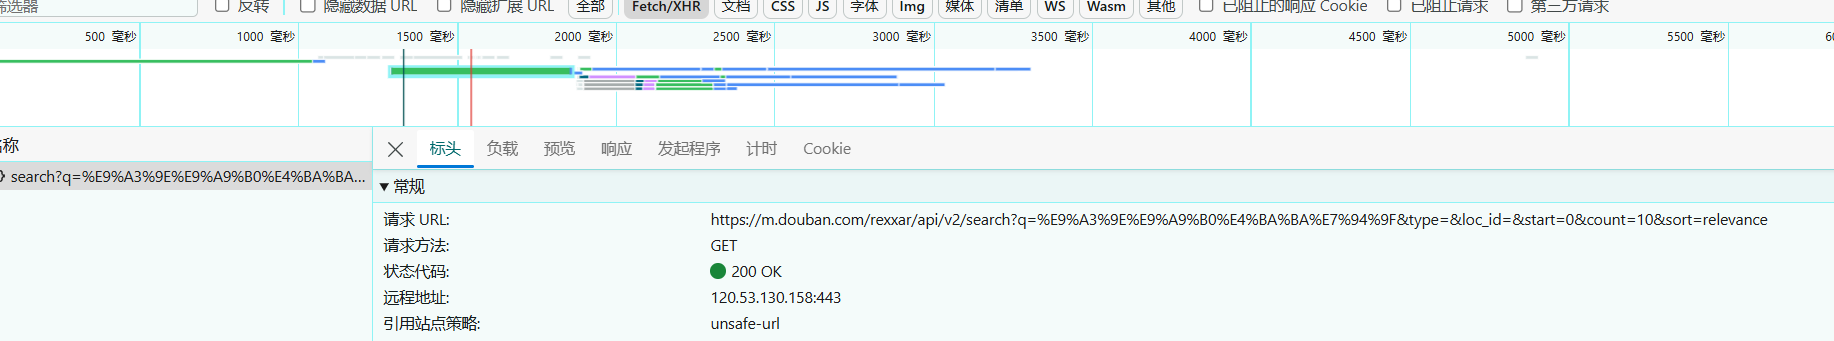 筛选器 反转 隐藏数据 URL 隐藏扩展 URL 全部 Fetch/XHR 文档 CSS JS 字体 Img 媒体 清单 WS Wasm 其他 已阻止的响应 Cookie 已阻止请求 第三方请求
500 毫秒 1000 毫秒 1500 毫秒 2000 毫秒 2500 毫秒 3000 毫秒 3500 毫秒 4000 毫秒 4500 毫秒 5000 毫秒 5500 毫秒
名称 标头 负载 预览 响应 发起程序 计时 Cookie
search?q=%E9%A3%9E%E9%A9%B0%E4%BA%BA... ▼常规
请求 URL: https://m.douban.com/rexxar/api/v2/search?q=%E9%A3%9E%E9%A9%B0%E4%BA%BA%E7%94%9F&type=&loc_id=&start=0&count=10&sort=relevance
请求方法: GET
状态代码: 200 OK
远程地址: 120.53.130.158:443
引用站点策略: unsafe-url